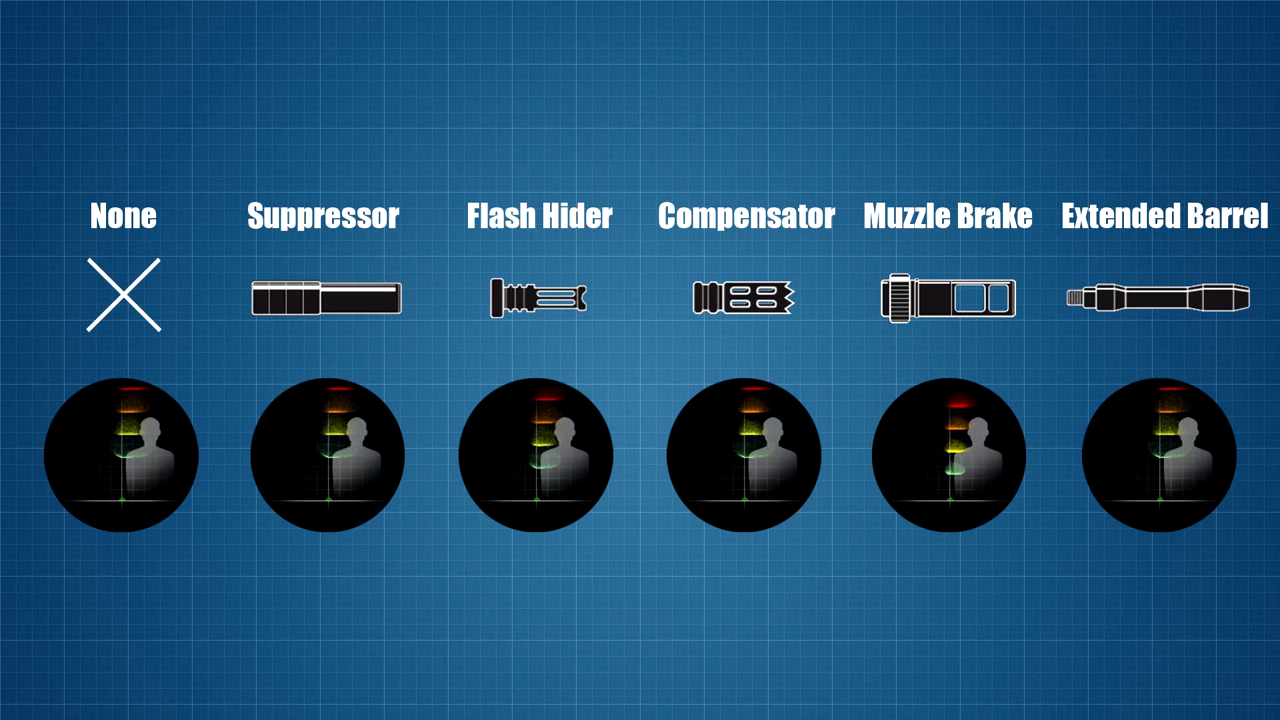 None
Suppressor
Flash Hider
Compensator
Muzzle Brake
Extended Barrel